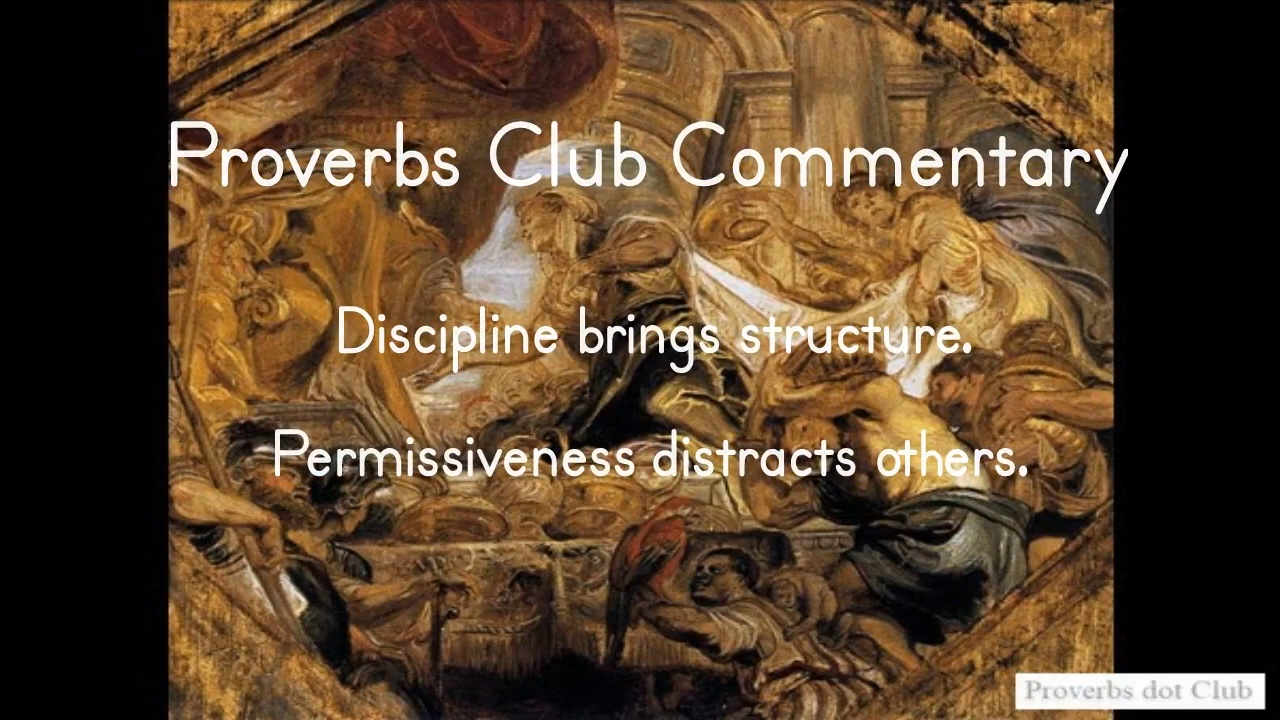 Proverbs Club Commentary
Discipline brings structure.
Permissiveness distracts others.
Proverbs dot Club